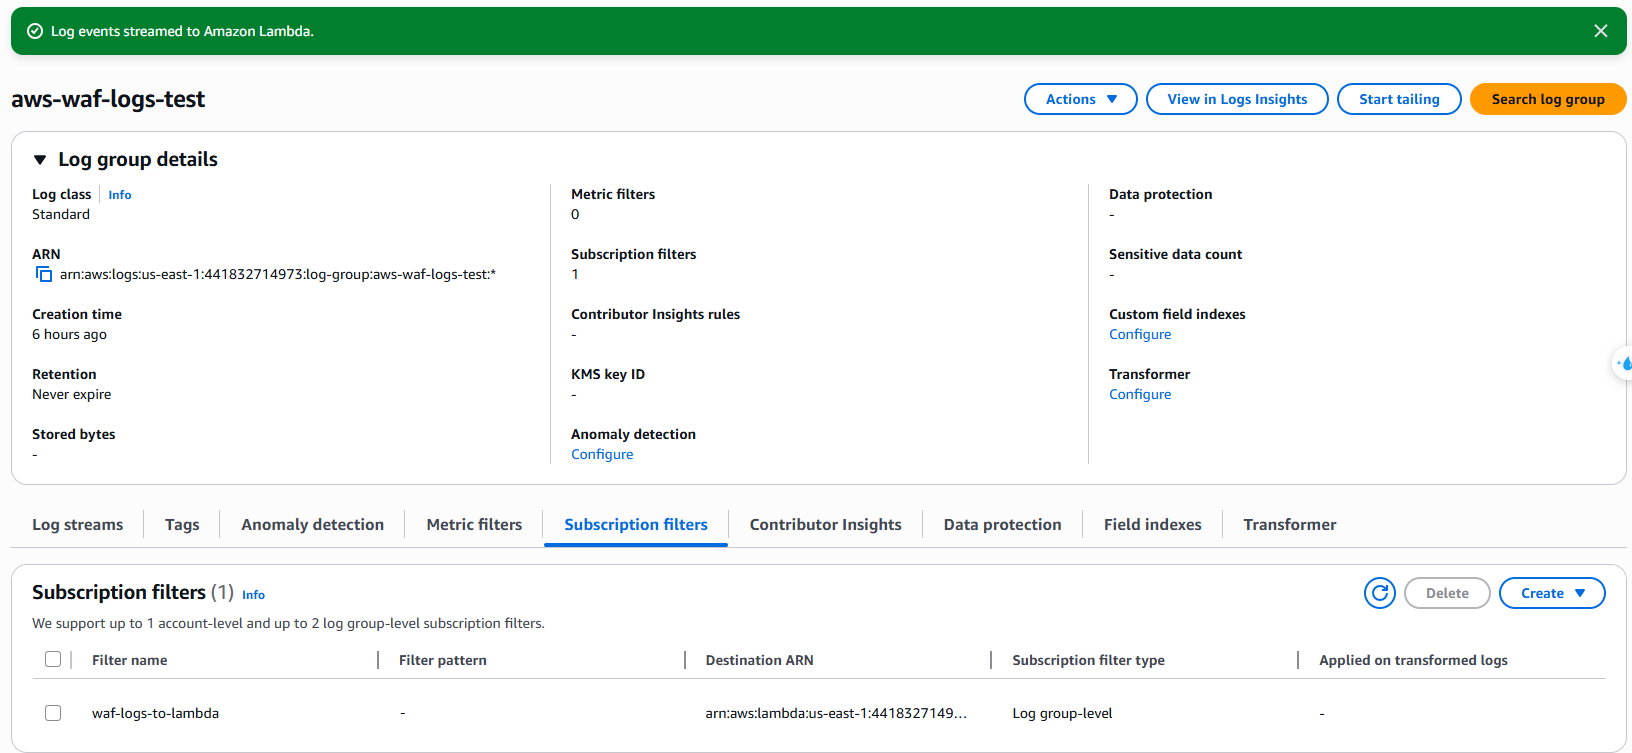 Log events streamed to Amazon Lambda.
aws-waf-logs-test
Actions View in Logs Insights Start tailing Search log group
Log group details
Log class Info
Standard
ARN
arn:aws:logs:us-east-1:441832714973:log-group:aws-waf-logs-test:*
Creation time
6 hours ago
Retention
Never expire
Stored bytes
-
Metric filters
0
Subscription filters
1
Contributor Insights rules
-
KMS key ID
-
Anomaly detection
Configure
Data protection
-
Sensitive data count
-
Custom field indexes
Configure
Transformer
Configure
Log streams Tags Anomaly detection Metric filters Subscription filters Contributor Insights Data protection Field indexes Transformer
Subscription filters (1) Info
Delete Create
We support up to 1 account-level and up to 2 log group-level subscription filters.
Filter name Filter pattern Destination ARN Subscription filter type Applied on transformed logs
waf-logs-to-lambda - arn:aws:lambda:us-east-1:4418327149... Log group-level -